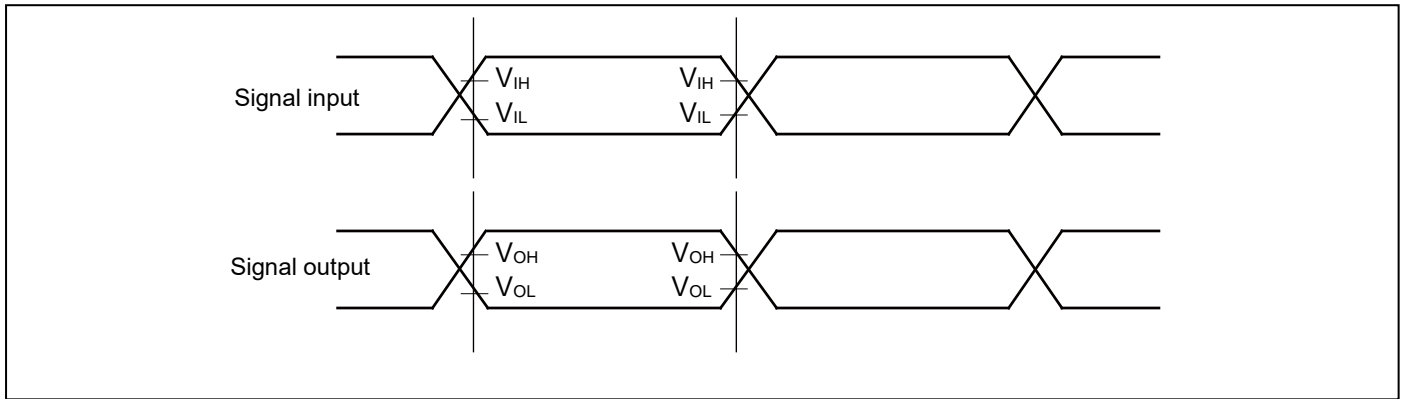 Signal input
VIH
VIH
VIL
VIL
Signal output
VOH
VOH
VOL
VOL